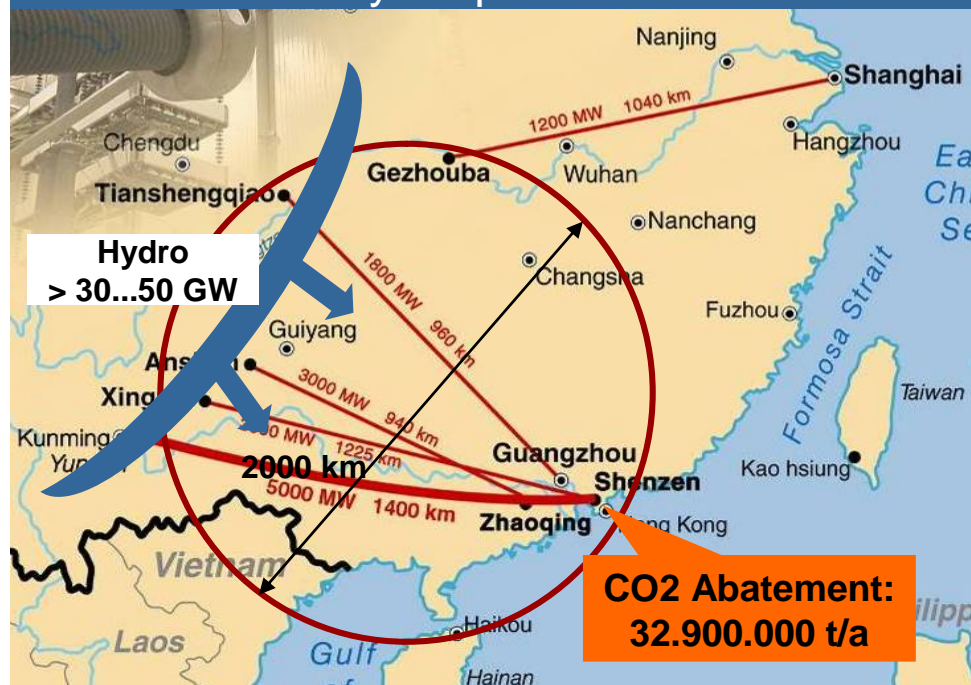 Nanjing
Shanghai
1200 MW 1040 km
Hangzhou
Chengdu
Gezhouba
Wuhan
Tianshengqiao
Nanchang
Hydro
> 30...50 GW
Changsha
1800 MW 960 km
Fuzhou
Formosa Strait
Guiyang
3000 MW 940 km
Taiwan
Kunming
MW 1225 km
2000 km
Guangzhou
Kao hsiung
Shenzen
5000 MW 1400 km
Zhaoqing
Kong
Vietnam
CO2 Abatement:
32.900.000 t/a
Laos
Haikou
Gulf
Hainan